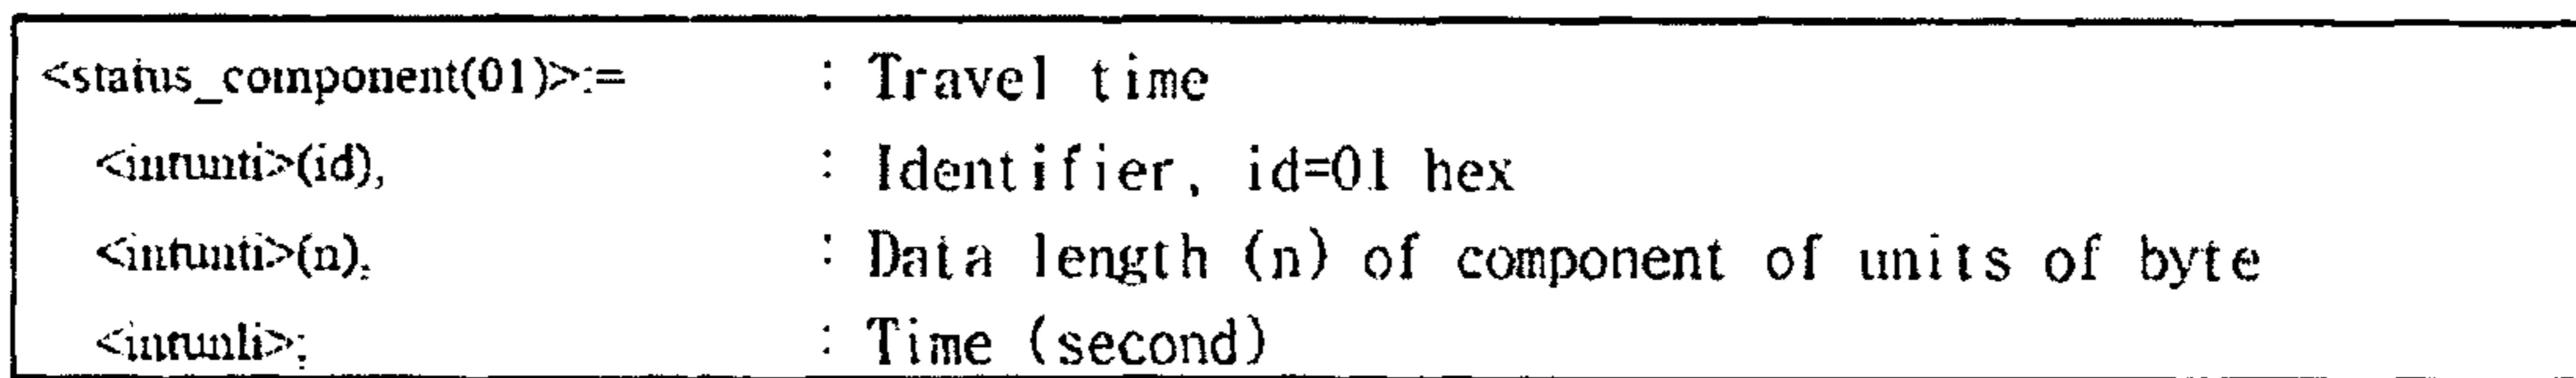 <status_component(01)>:= : Travel time
<intunti>(id), : Identifier, id=01 hex
<intunti>(n), : Data length (n) of component of units of byte
<intunli>; : Time (second)